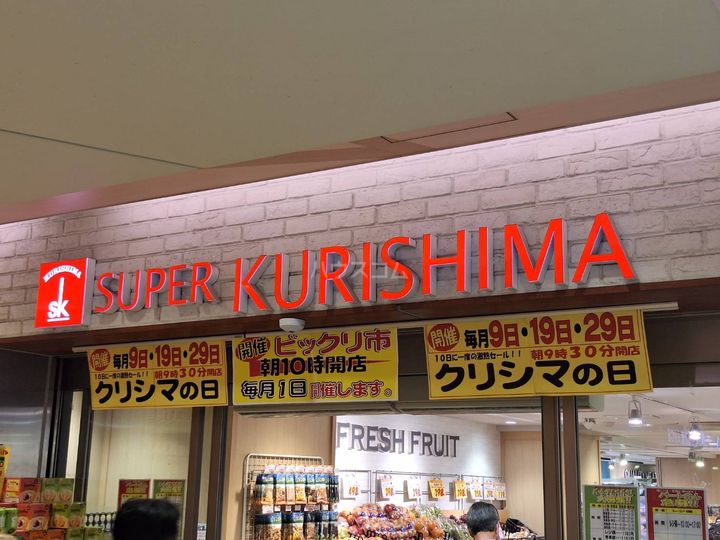 KURISHIMA
SK
SUPER KURISHIMA
開催 毎月9日・19日・29日
10日に一度の激熱セール!! 朝9時30分開店
クリシマの日
開催 ビックリ市
朝10時開店
毎月1日開催します。
開催 毎月9日・19日・29日
10日に一度の激熱セール!! 朝9時30分開店
クリシマの日
FRESH FRUIT